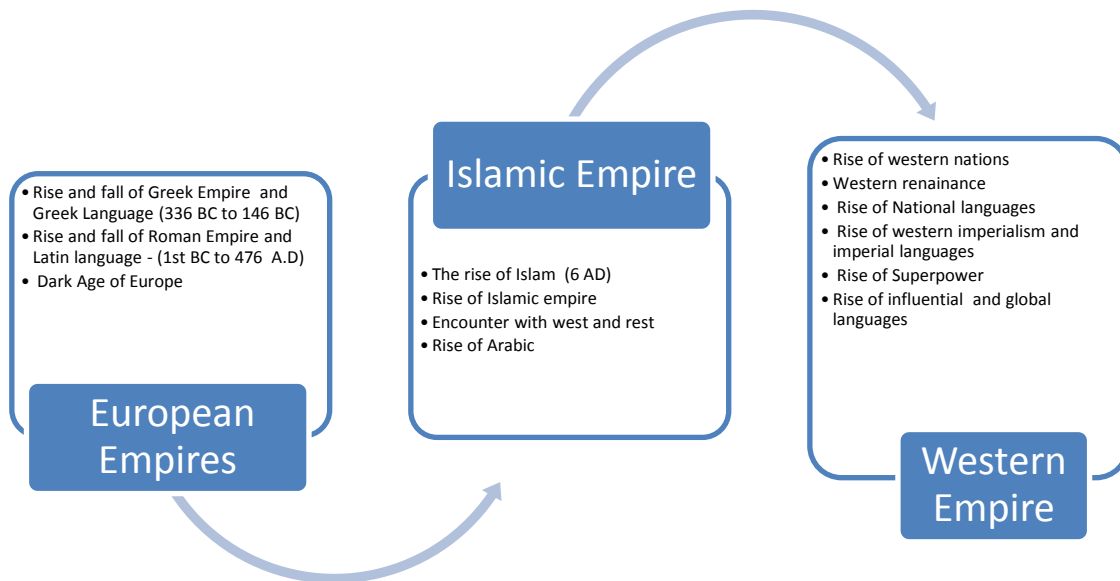 • Rise and fall of Greek Empire and
Greek Language (336 BC to 146 BC)
• Rise and fall of Roman Empire and
Latin language - (1st BC to 476 A.D)
• Dark Age of Europe
European
Empires
Islamic Empire
• The rise of Islam (6 AD)
• Rise of Islamic empire
• Encounter with west and rest
• Rise of Arabic
• Rise of western nations
• Western renainance
• Rise of National languages
• Rise of western imperialism and
imperial languages
• Rise of Superpower
• Rise of influential and global
languages
Western
Empire